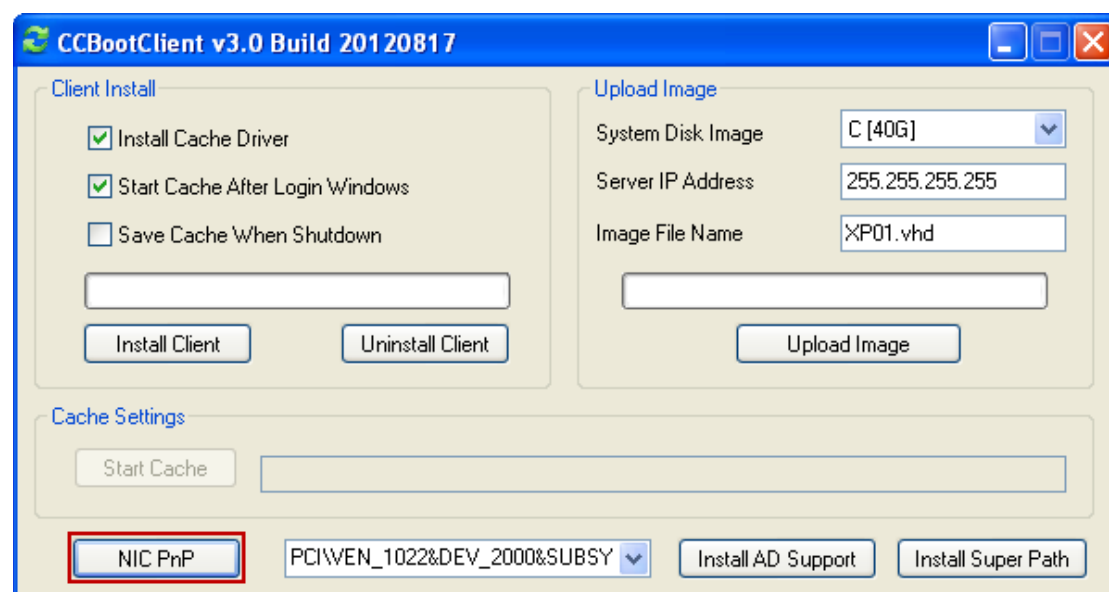 CCBootClient v3.0 Build 20120817
Client Install
Install Cache Driver
Start Cache After Login Windows
Save Cache When Shutdown
Install Client
Uninstall Client
Upload Image
System Disk Image
C [40G]
Server IP Address
255.255.255.255
Image File Name
XP01.vhd
Upload Image
Cache Settings
Start Cache
NIC PnP
PCI\VEN_1022&DEV_2000&SUBSY
Install AD Support
Install Super Path